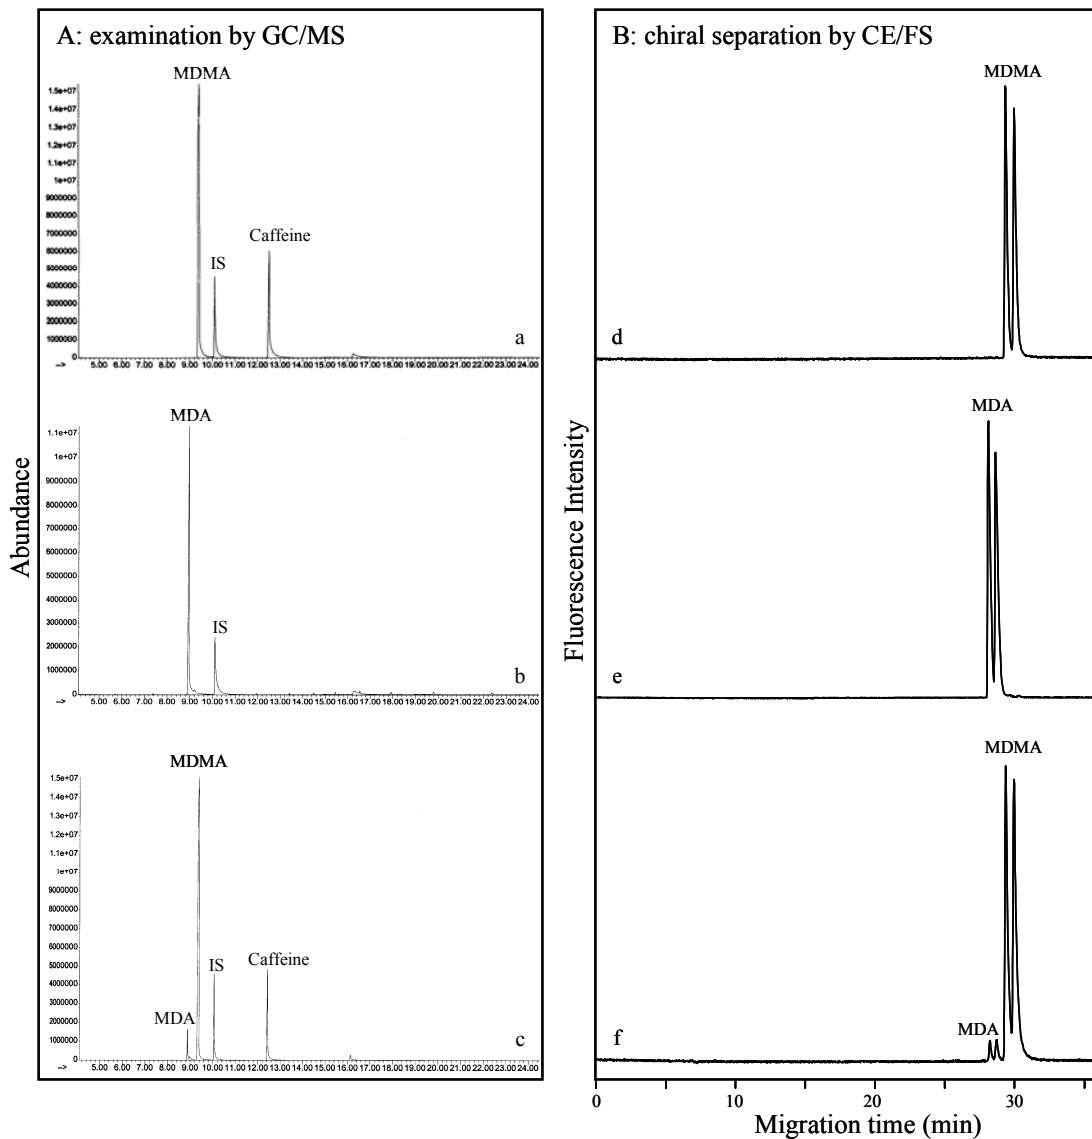 A: examination by GC/MS
MDMA
1.5e+07
1.4e+07
1.3e+07
1.2e+07
1.1e+07
1e+07
9000000
8000000
7000000
6000000
5000000
4000000
3000000
2000000
1000000
0
IS
Caffeine
a
-->
5.00 6.00 7.00 8.00 9.00 10.00 11.00 12.00 13.00 14.00 15.00 16.00 17.00 18.00 19.00 20.00 21.00 22.00 23.00 24.00
MDA
1.1e+07
1e+07
9000000
8000000
7000000
6000000
5000000
4000000
3000000
2000000
1000000
0
IS
b
-->
5.00 6.00 7.00 8.00 9.00 10.00 11.00 12.00 13.00 14.00 15.00 16.00 17.00 18.00 19.00 20.00 21.00 22.00 23.00 24.00
MDMA
1.5e+07
1.4e+07
1.3e+07
1.2e+07
1.1e+07
1e+07
9000000
8000000
7000000
6000000
5000000
4000000
3000000
2000000
1000000
0
MDA
IS
Caffeine
c
-->
5.00 6.00 7.00 8.00 9.00 10.00 11.00 12.00 13.00 14.00 15.00 16.00 17.00 18.00 19.00 20.00 21.00 22.00 23.00 24.00
Abundance
B: chiral separation by CE/FS
MDMA
d
MDA
e
MDMA
MDA
f
Fluorescence Intensity
0 10 20 30
Migration time (min)